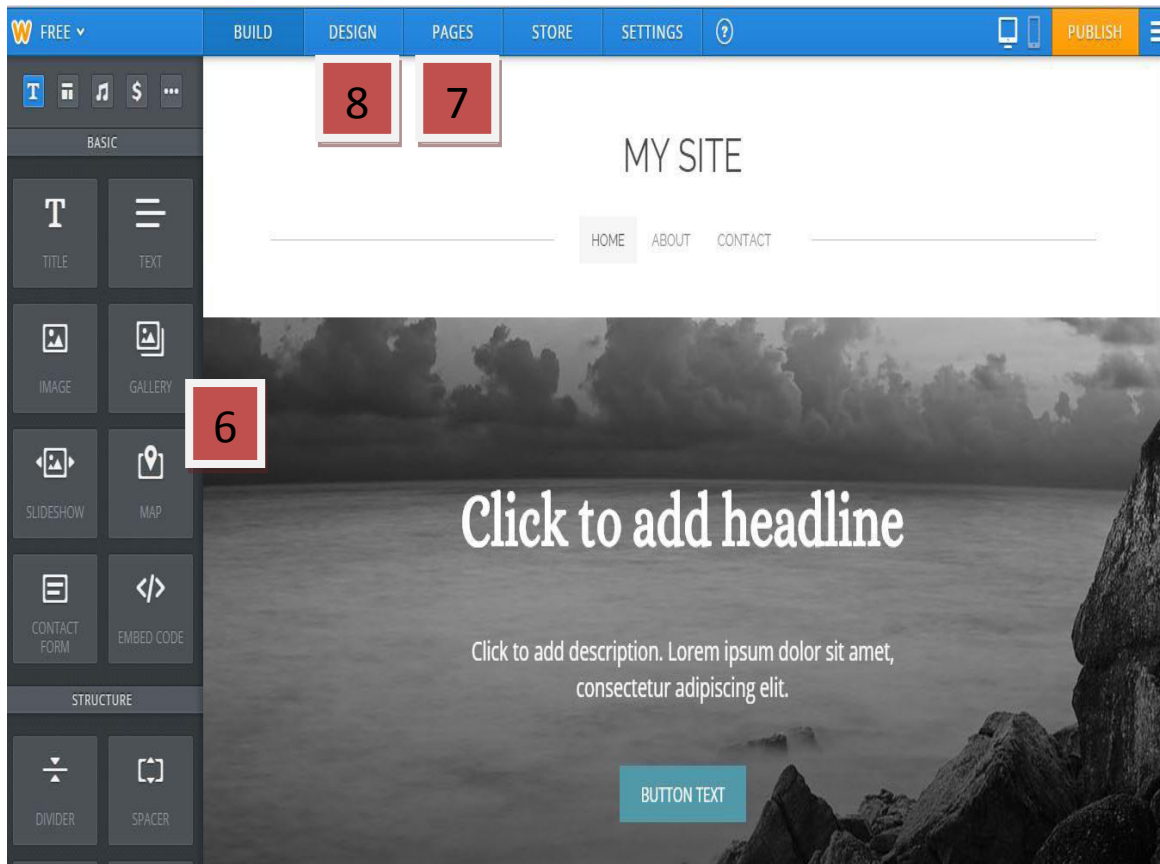 W FREE
BUILD
DESIGN
PAGES
STORE
SETTINGS
?
PUBLISH
T
$
8
7
BASIC
MY SITE
T
TITLE
TEXT
HOME
ABOUT
CONTACT
IMAGE
GALLERY
6
SLIDESHOW
MAP
Click to add headline
</>
CONTACT
FORM
EMBED CODE
Click to add description. Lorem ipsum dolor sit amet,
consectetur adipiscing elit.
STRUCTURE
BUTTON TEXT
DIVIDER
SPACER